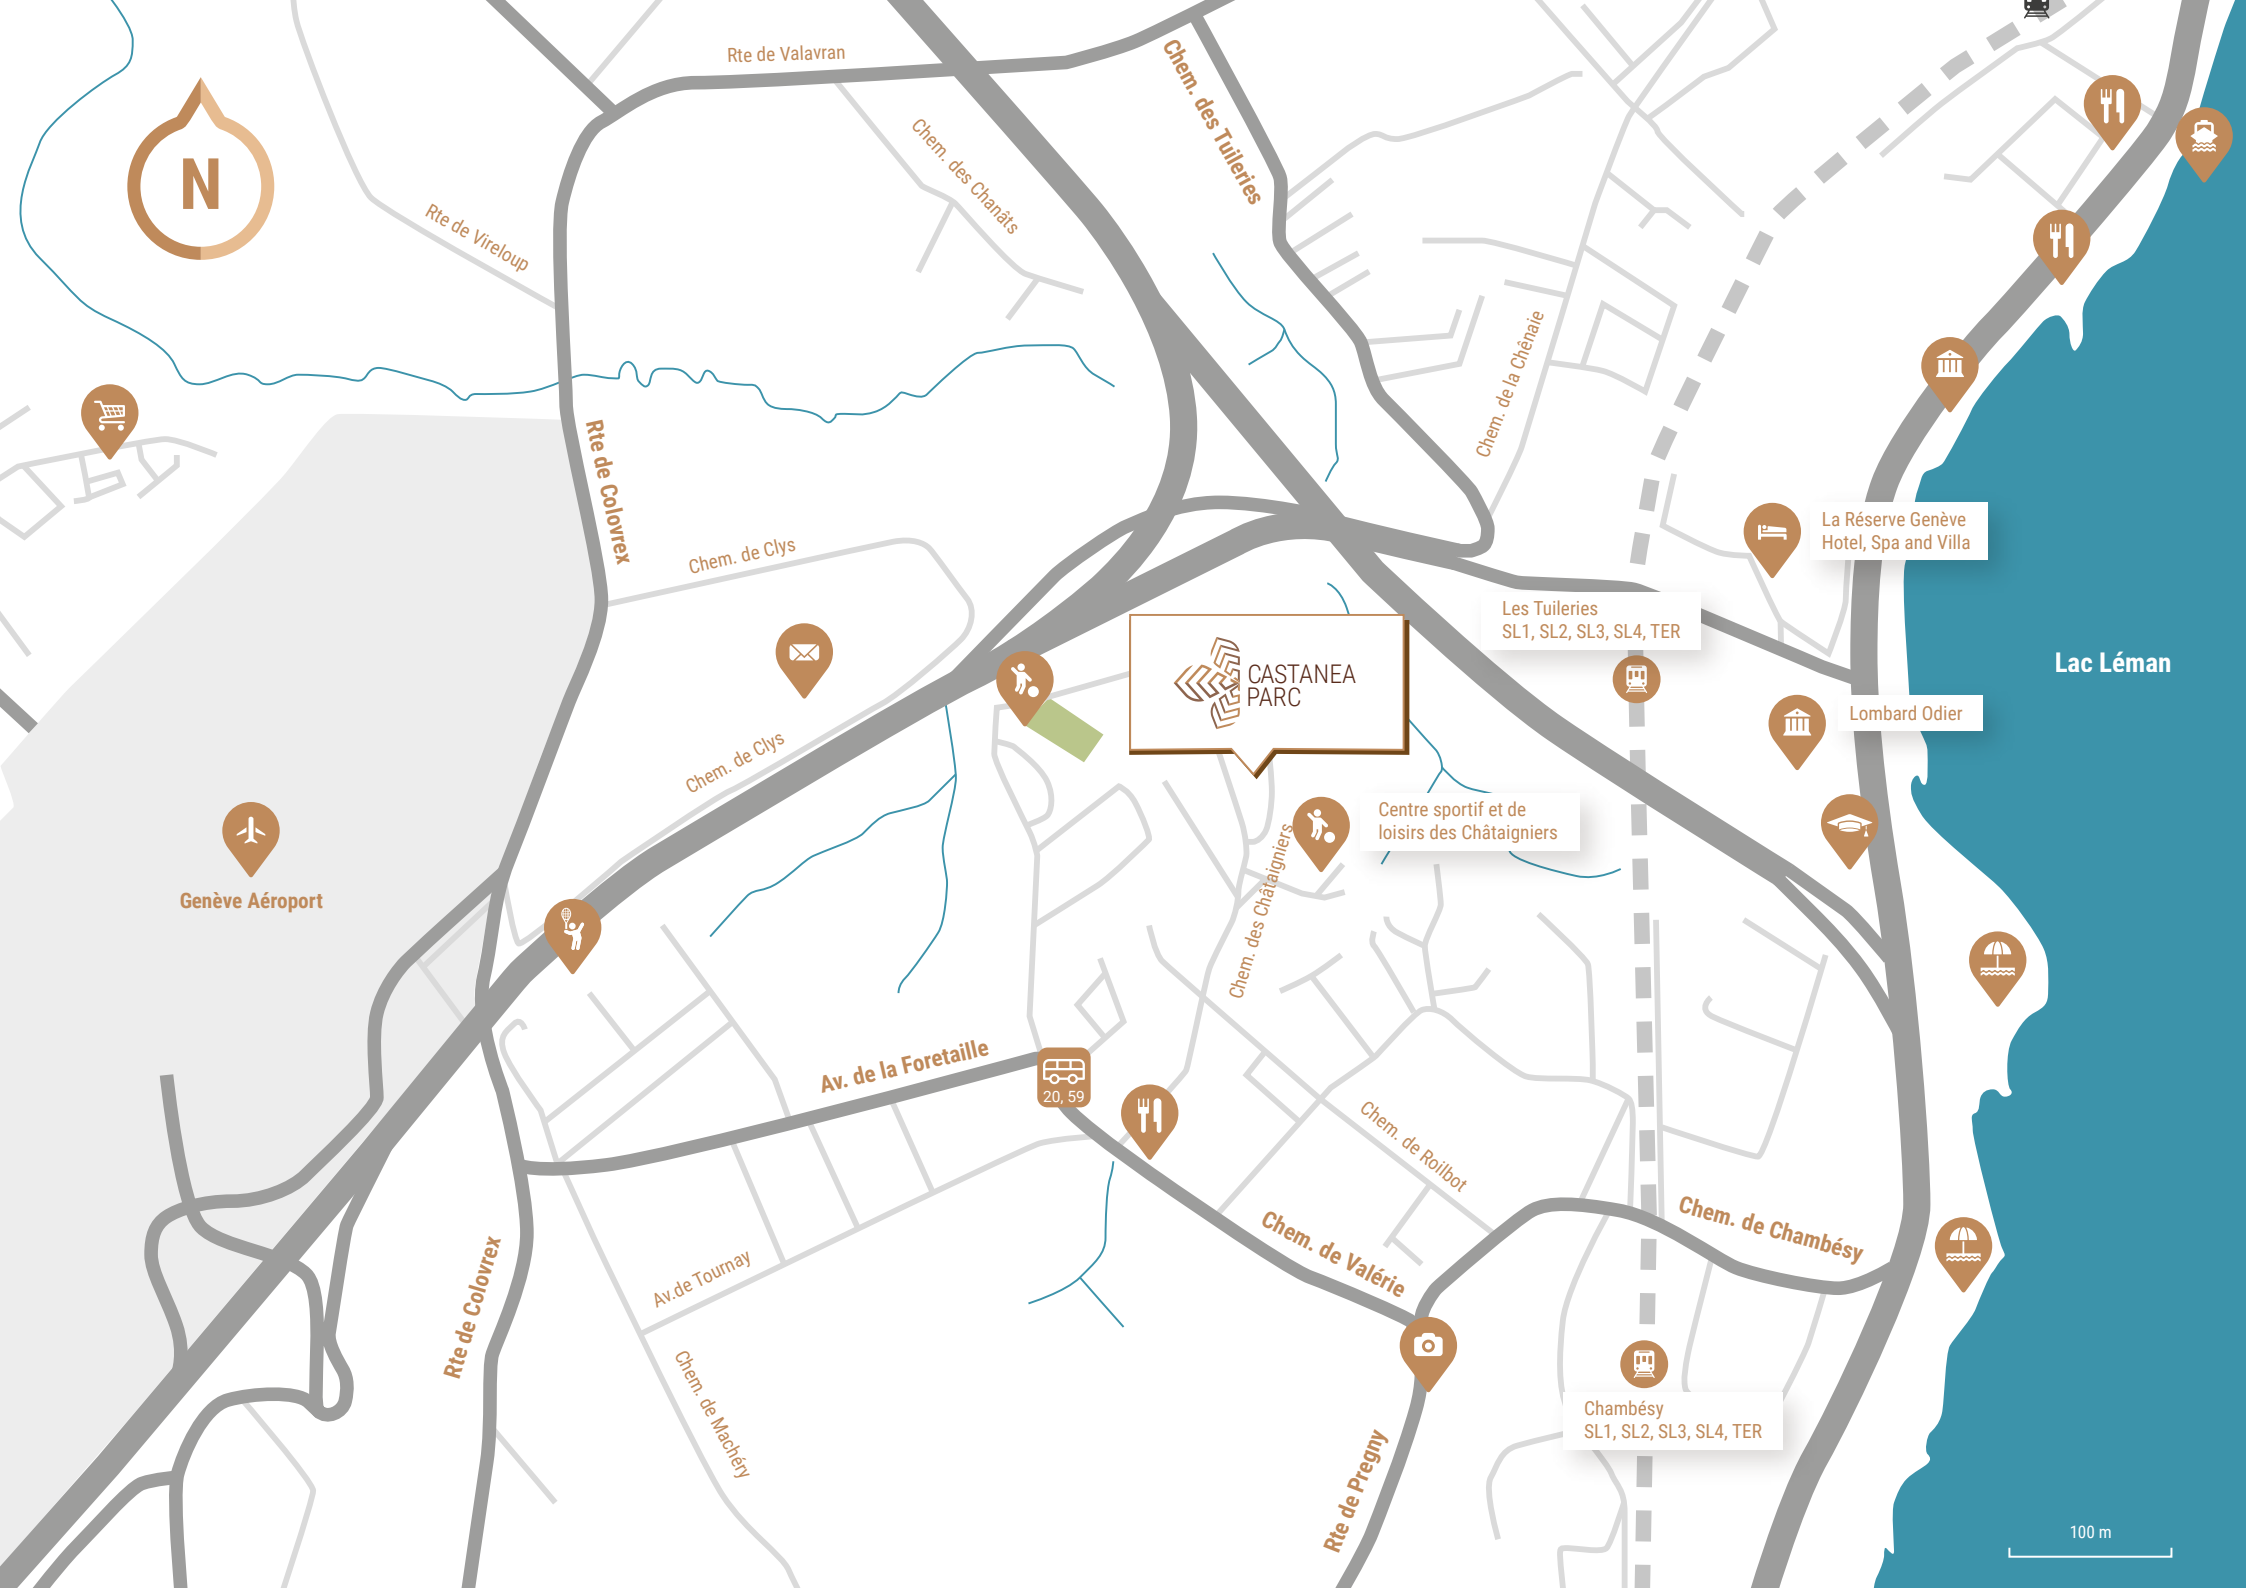 Rte de Valavran
Chem. des Tuileries
Chem. des Chanâts
N
Rte de Vireloup
Chem. de la Chênaie
Rte de Colovrex
La Réserve Genève
Hotel, Spa and Villa
Chem. de Clys
Les Tuileries
SL1, SL2, SL3, SL4, TER
CASTANEA
PARC
Lac Léman
Lombard Odier
Chem. de Clys
Centre sportif et de
loisirs des Châtaigniers
Genève Aéroport
Chem. des Châtaigniers
Av. de la Foretaille
20, 59
Chem. de Roilbot
Chem. de Chambésy
Chem. de Valérie
Rte de Colovrex
Av.de Tournay
Chem. de Machéry
Chambésy
SL1, SL2, SL3, SL4, TER
Rte de Pregny
100 m